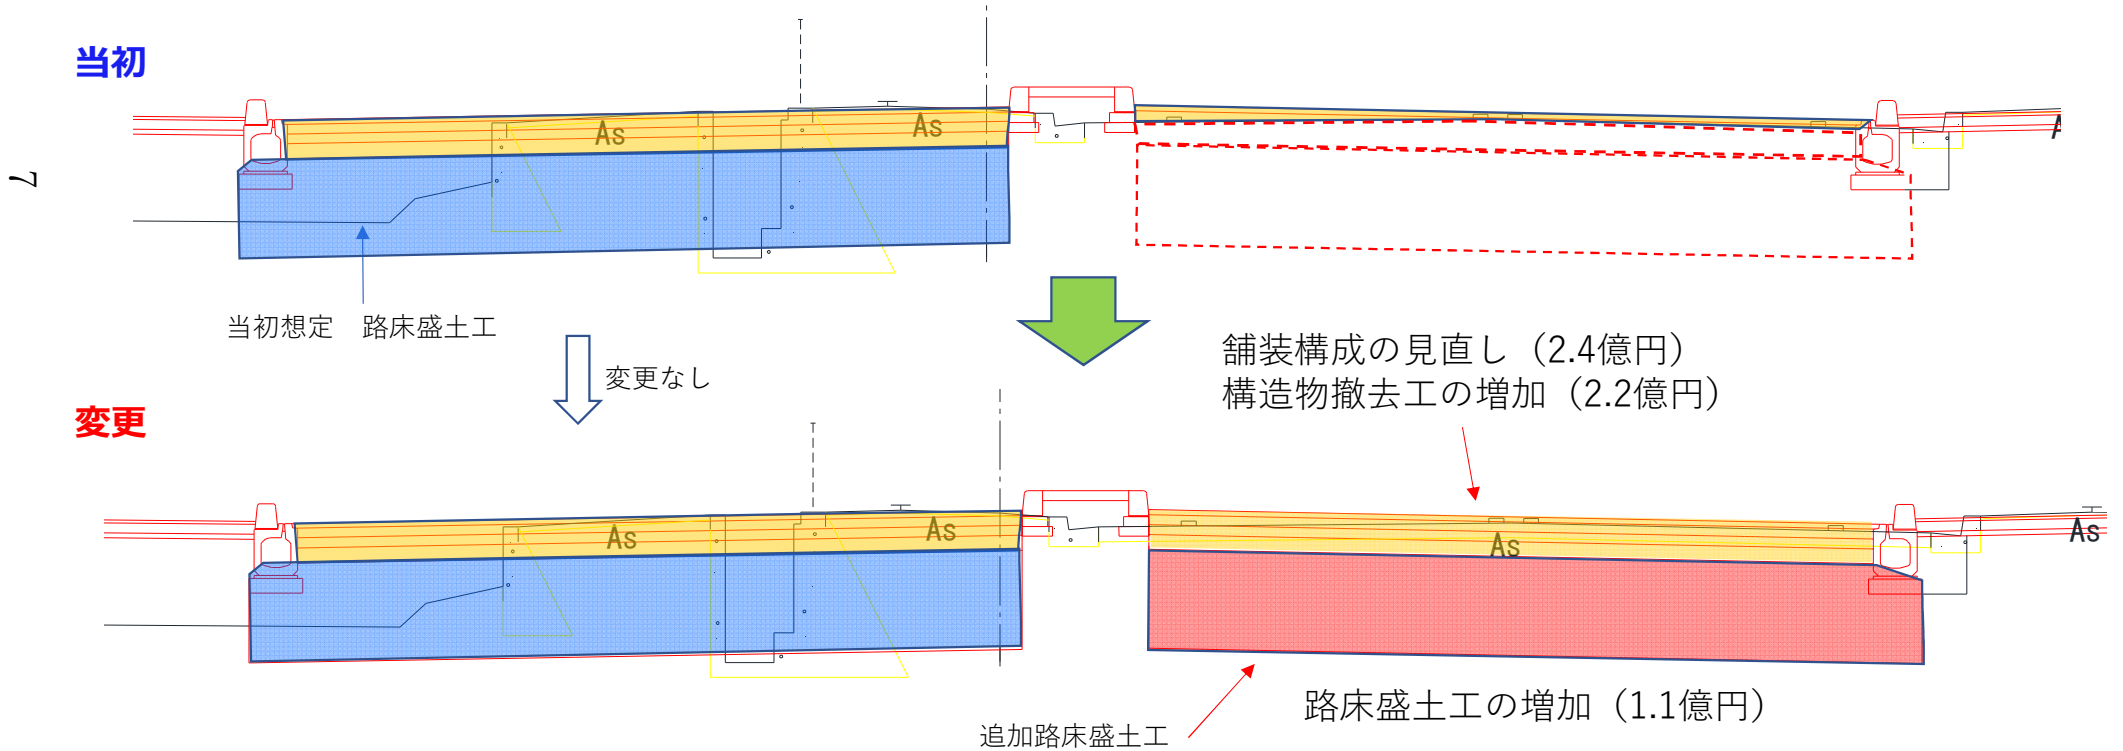 当初
As
As
7
当初想定 路床盛土工
変更なし
舗装構成の見直し（2.4億円）
構造物撤去工の増加（2.2億円）
変更
As
As
As
As
路床盛土工の増加（1.1億円）
追加路床盛土工